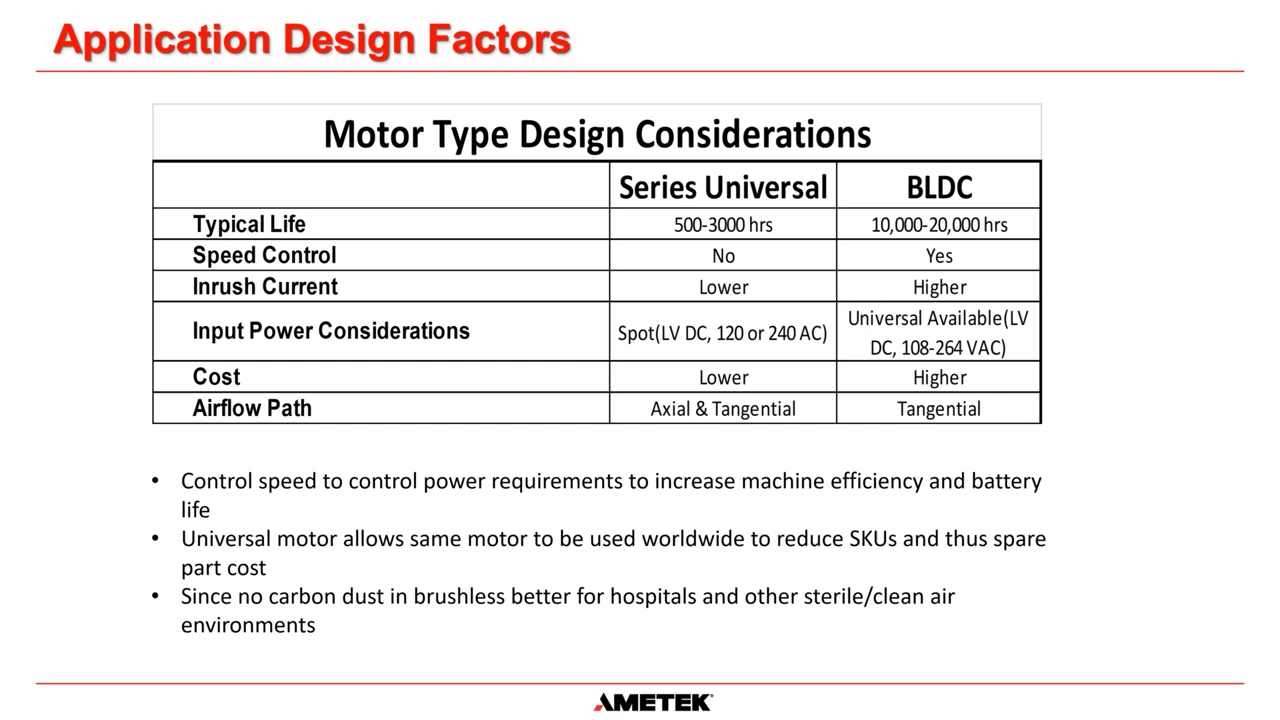 Application Design Factors
Motor Type Design Considerations
Series Universal BLDC
Typical Life 500-3000 hrs 10,000-20,000 hrs
Speed Control No Yes
Inrush Current Lower Higher
Input Power Considerations Spot(LV DC, 120 or 240 AC) Universal Available(LV
DC, 108-264 VAC)
Cost Lower Higher
Airflow Path Axial & Tangential Tangential
• Control speed to control power requirements to increase machine efficiency and battery
life
• Universal motor allows same motor to be used worldwide to reduce SKUs and thus spare
part cost
• Since no carbon dust in brushless better for hospitals and other sterile/clean air
environments
AMETEK